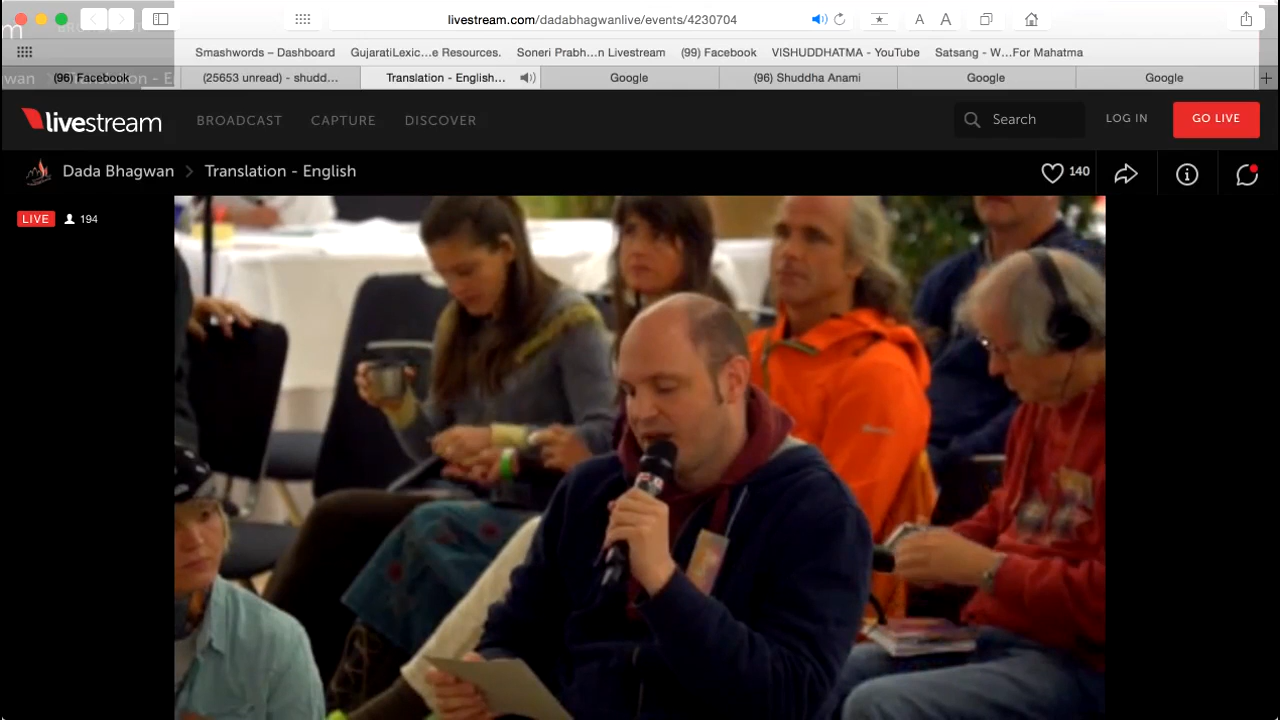 livestream.com/dadabhagwanlive/events/4230704
A A
Smashwords – Dashboard GujaratiLexic...e Resources. Soneri Prabh...n Livestream (99) Facebook VISHUDDHATMA - YouTube Satsang - W...For Mahatma
(96) Facebook (25653 unread) - shudd... Translation - English... Google (96) Shuddha Anami Google Google
livestream BROADCAST CAPTURE DISCOVER Search LOG IN GO LIVE
Dada Bhagwan Translation - English 140
LIVE 194